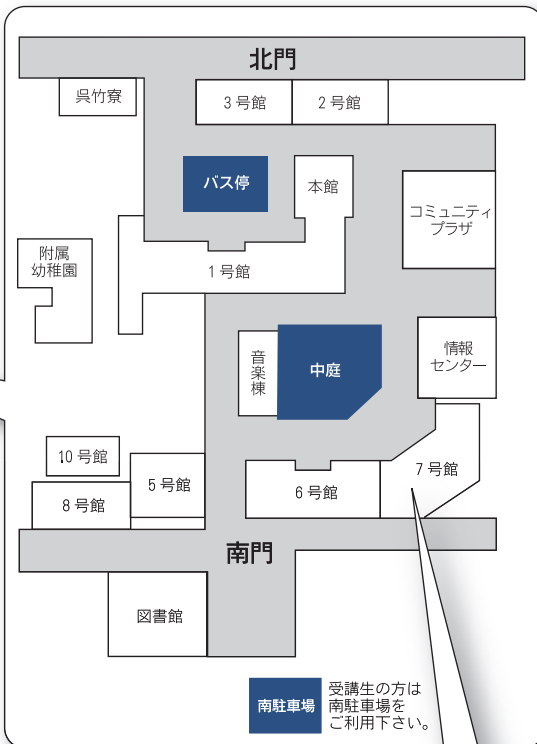 北門
呉竹寮
3 号館
2 号館
バス停
本館
コミュニティ
プラザ
附属
幼稚園
1 号館
音楽棟
中庭
情報
センター
10 号館
5 号館
8 号館
6 号館
7 号館
南門
図書館
南駐車場
受講生の方は
南駐車場を
ご利用下さい。